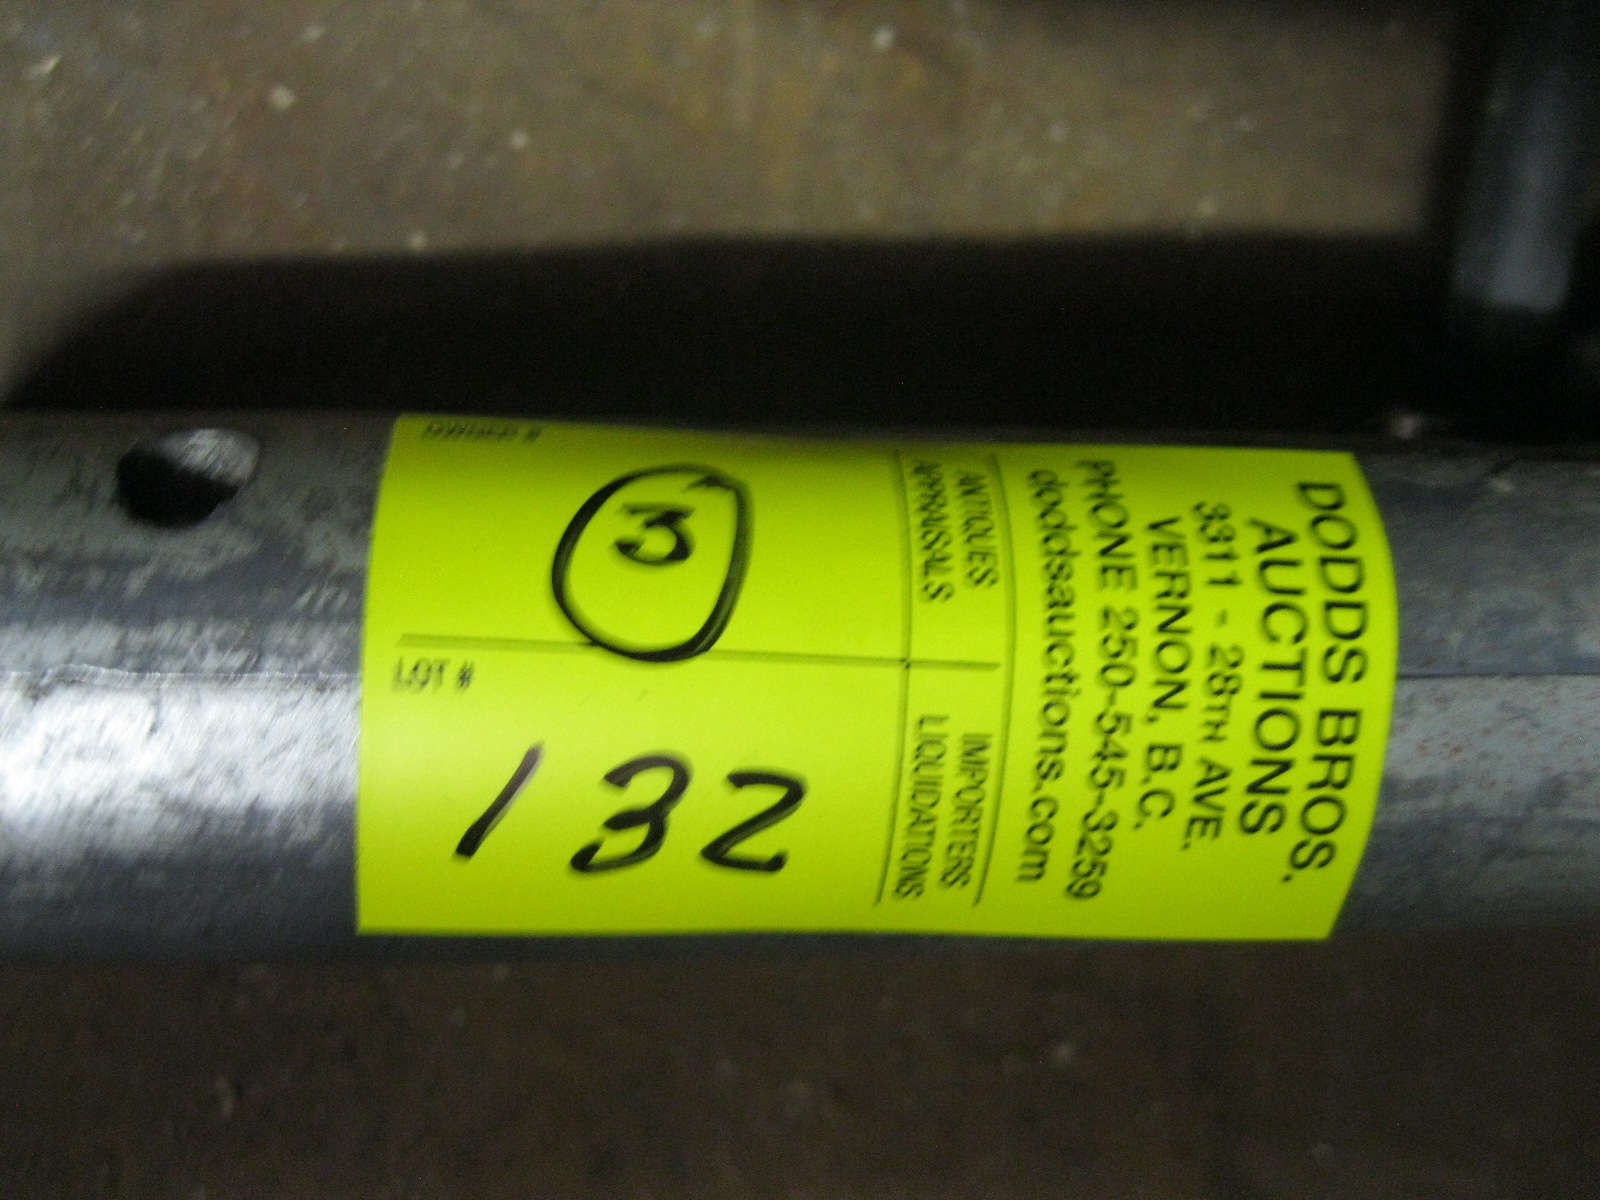 DODDS BROS.
AUCTIONS
3311 - 28TH AVE.
VERNON, B.C.
PHONE 250-545-3259
doddsauctions.com
ANTIQUES
APPRAISALS
IMPORTERS
LIQUIDATIONS
3
LOT #
132